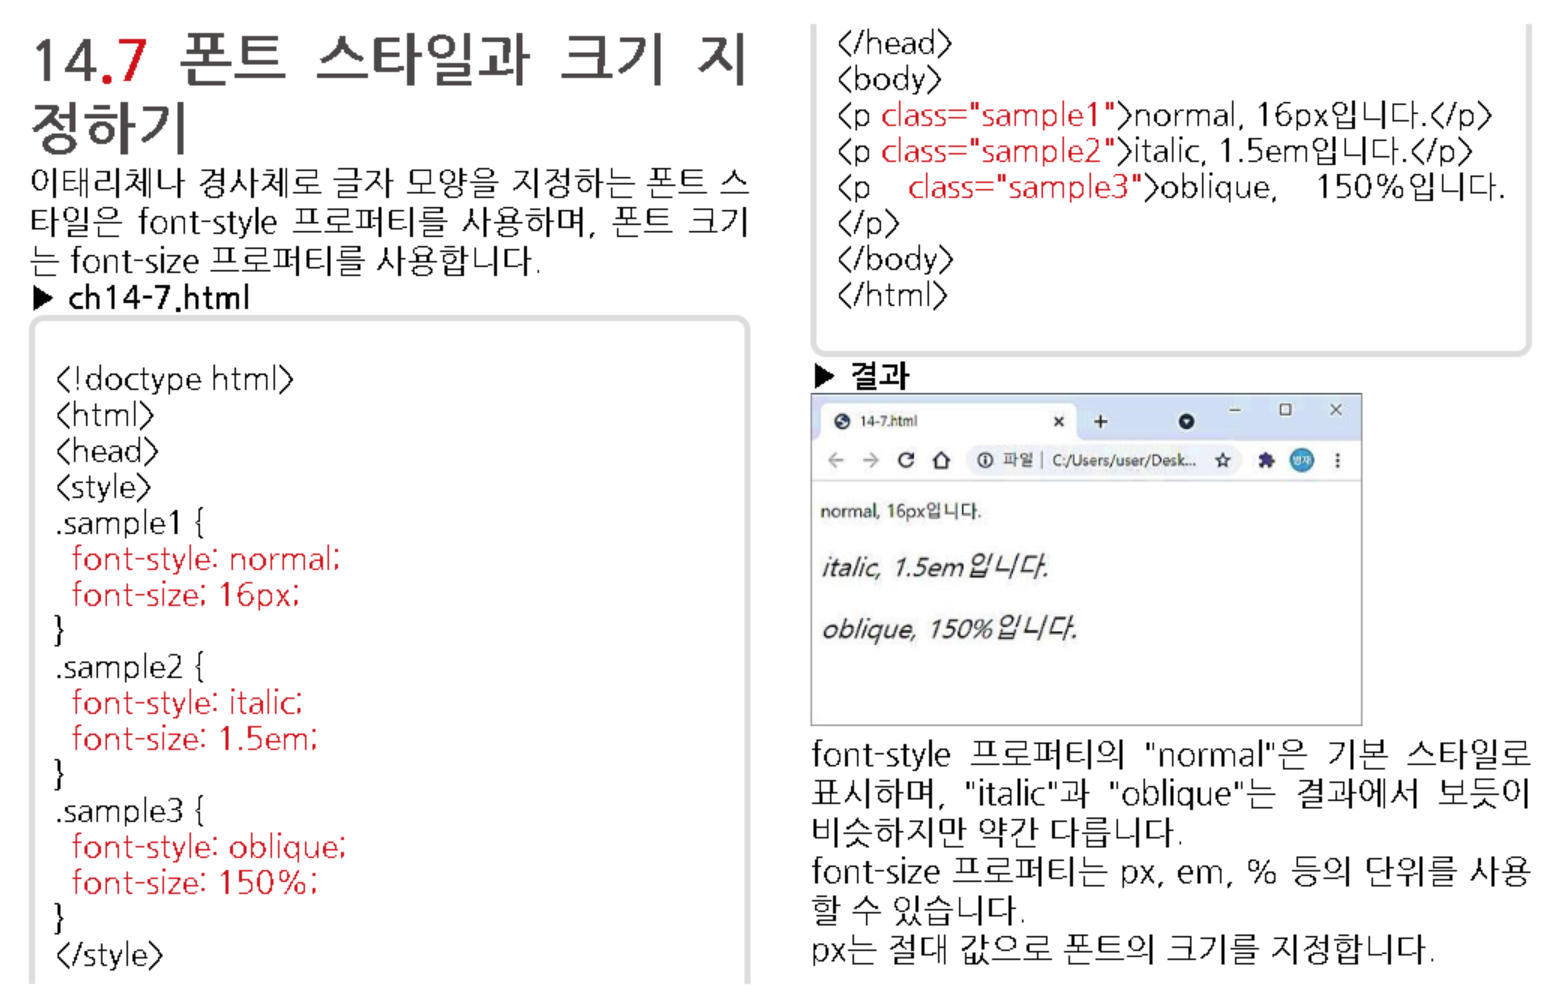 14.7 폰트 스타일과 크기 지
정하기
이태리체나 경사체로 글자 모양을 지정하는 폰트 스
타일은 font-style 프로퍼티를 사용하며, 폰트 크기
는 font-size 프로퍼티를 사용합니다.
▶ ch14-7.html
<!doctype html>
<html>
<head>
<style>
.sample1 {
font-style: normal;
font-size: 16px;
}
.sample2 {
font-style: italic;
font-size: 1.5em;
}
.sample3 {
font-style: oblique;
font-size: 150%;
}
</style>
</head>
<body>
<p class="sample1">normal, 16px입니다.</p>
<p class="sample2">italic, 1.5em입니다.</p>
<p class="sample3">oblique, 150%입니다.
</p>
</body>
</html>
▶ 결과
14-7.html
파일 | C:/Users/user/Desk... 병재
normal, 16px입니다.
italic, 1.5em입니다.
oblique, 150%입니다.
font-style 프로퍼티의 "normal"은 기본 스타일로
표시하며, "italic"과 "oblique"는 결과에서 보듯이
비슷하지만 약간 다릅니다.
font-size 프로퍼티는 px, em, % 등의 단위를 사용
할 수 있습니다.
px는 절대 값으로 폰트의 크기를 지정합니다.